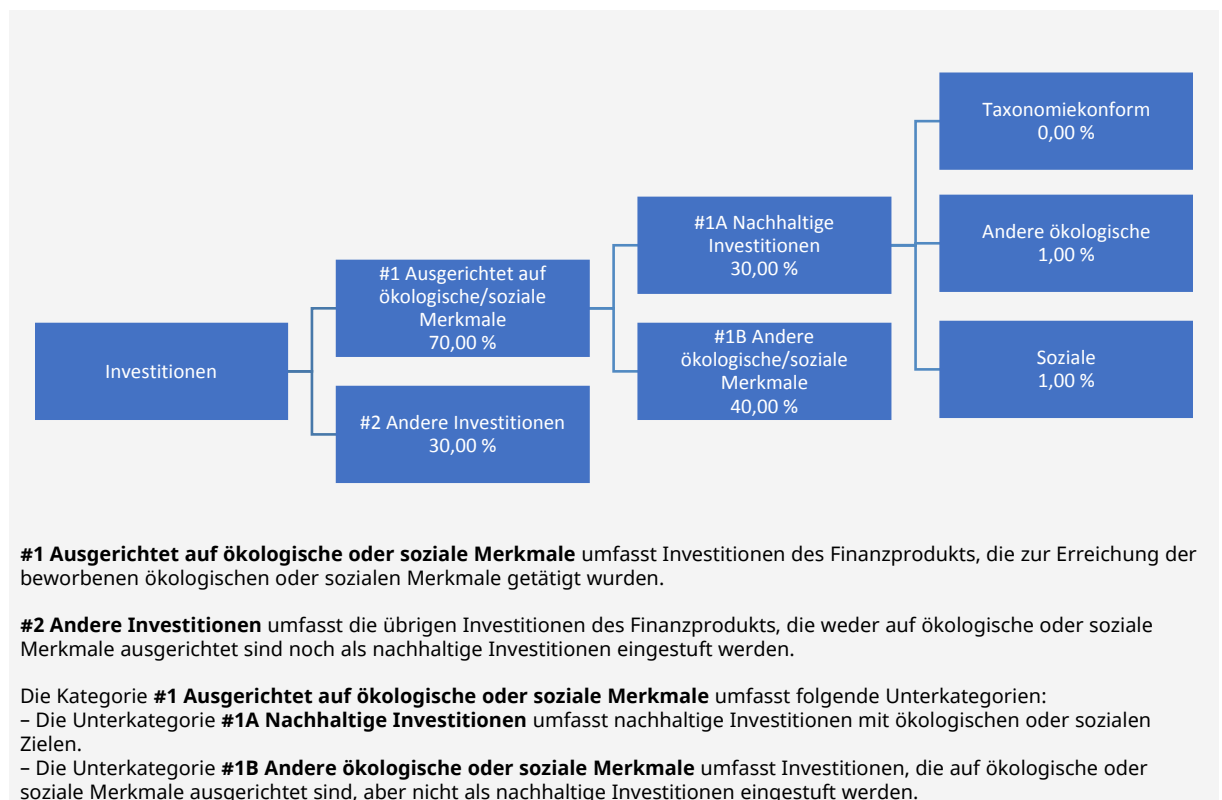 Investitionen
#1 Ausgerichtet auf
ökologische/soziale
Merkmale
70,00 %
#2 Andere Investitionen
30,00 %
#1A Nachhaltige
Investitionen
30,00 %
#1B Andere
ökologische/soziale
Merkmale
40,00 %
Taxonomiekonform
0,00 %
Andere ökologische
1,00 %
Soziale
1,00 %
#1 Ausgerichtet auf ökologische oder soziale Merkmale umfasst Investitionen des Finanzprodukts, die zur Erreichung der
beworbenen ökologischen oder sozialen Merkmale getätigt wurden.
#2 Andere Investitionen umfasst die übrigen Investitionen des Finanzprodukts, die weder auf ökologische oder soziale
Merkmale ausgerichtet sind noch als nachhaltige Investitionen eingestuft werden.
Die Kategorie #1 Ausgerichtet auf ökologische oder soziale Merkmale umfasst folgende Unterkategorien:
– Die Unterkategorie #1A Nachhaltige Investitionen umfasst nachhaltige Investitionen mit ökologischen oder sozialen
Zielen.
– Die Unterkategorie #1B Andere ökologische oder soziale Merkmale umfasst Investitionen, die auf ökologische oder
soziale Merkmale ausgerichtet sind, aber nicht als nachhaltige Investitionen eingestuft werden.